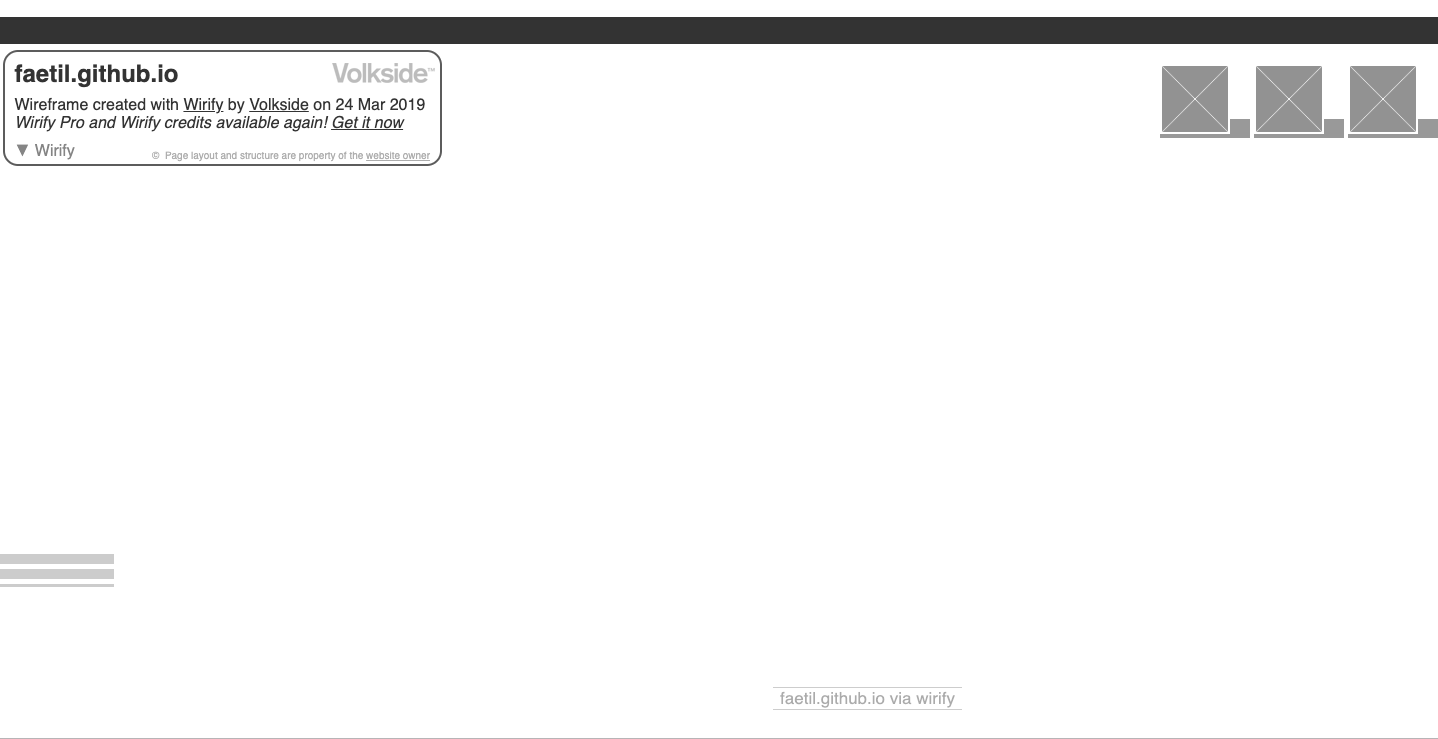 faetil.github.io
Volkside™
Wireframe created with Wirify by Volkside on 24 Mar 2019
Wirify Pro and Wirify credits available again! Get it now
▼ Wirify
© Page layout and structure are property of the website owner
faetil.github.io via wirify